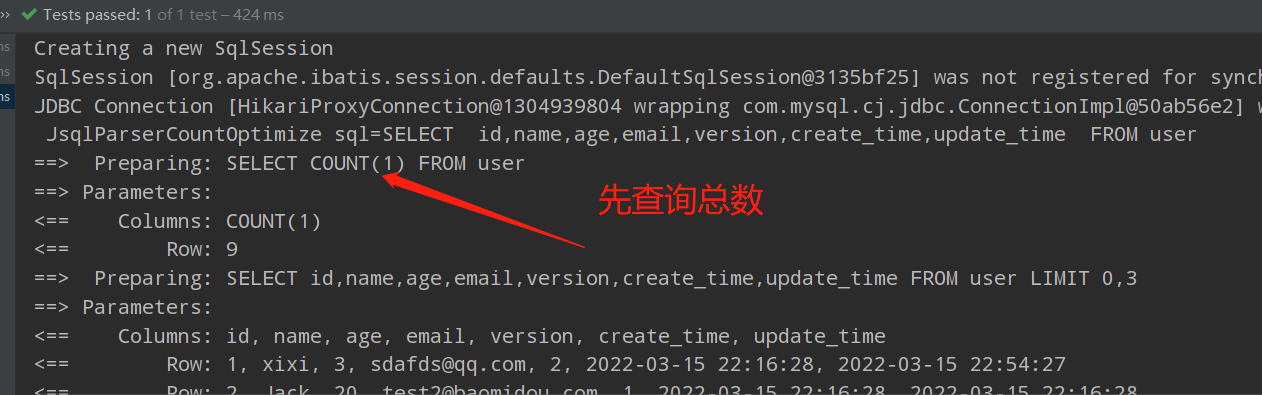 Tests passed: 1 of 1 test – 424 ms
Creating a new SqlSession
SqlSession [org.apache.ibatis.session.defaults.DefaultSqlSession@3135bf25] was not registered for synch
JDBC Connection [HikariProxyConnection@1304939804 wrapping com.mysql.cj.jdbc.ConnectionImpl@50ab56e2] w
JsqlParserCountOptimize sql=SELECT  id,name,age,email,version,create_time,update_time  FROM user
==>  Preparing: SELECT COUNT(1) FROM user
==> Parameters:
先查询总数
<==    Columns: COUNT(1)
<==        Row: 9
==>  Preparing: SELECT id,name,age,email,version,create_time,update_time FROM user LIMIT 0,3
==> Parameters:
<==    Columns: id, name, age, email, version, create_time, update_time
<==        Row: 1, xixi, 3, sdafds@qq.com, 2, 2022-03-15 22:16:28, 2022-03-15 22:54:27
<==        Row: 2, Jack, 20, test2@baomidou.com, 1, 2022-03-15 22:16:28, 2022-03-15 22:16:28